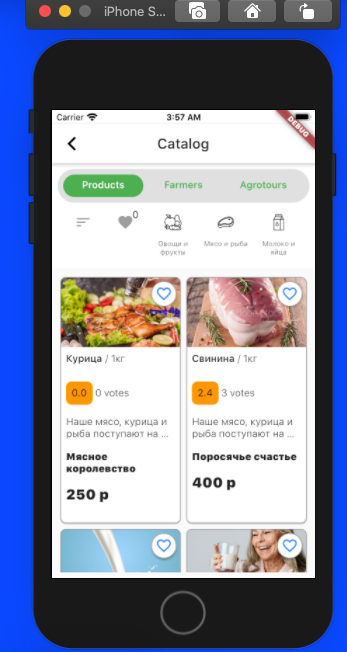 iPhone S...
Carrier
3:57 AM
DEBUG
Catalog
Products
Farmers
Agrotours
0
Овощи и
фрукты
Мясо и рыба
Молоко и
яйца
Курица / 1кг
0.0 0 votes
Наше мясо, курица и
рыба поступают на ...
Мясное
королевство
250 р
Свинина / 1кг
2.4 3 votes
Наше мясо, курица и
рыба поступают на ...
Поросячье счастье
400 р